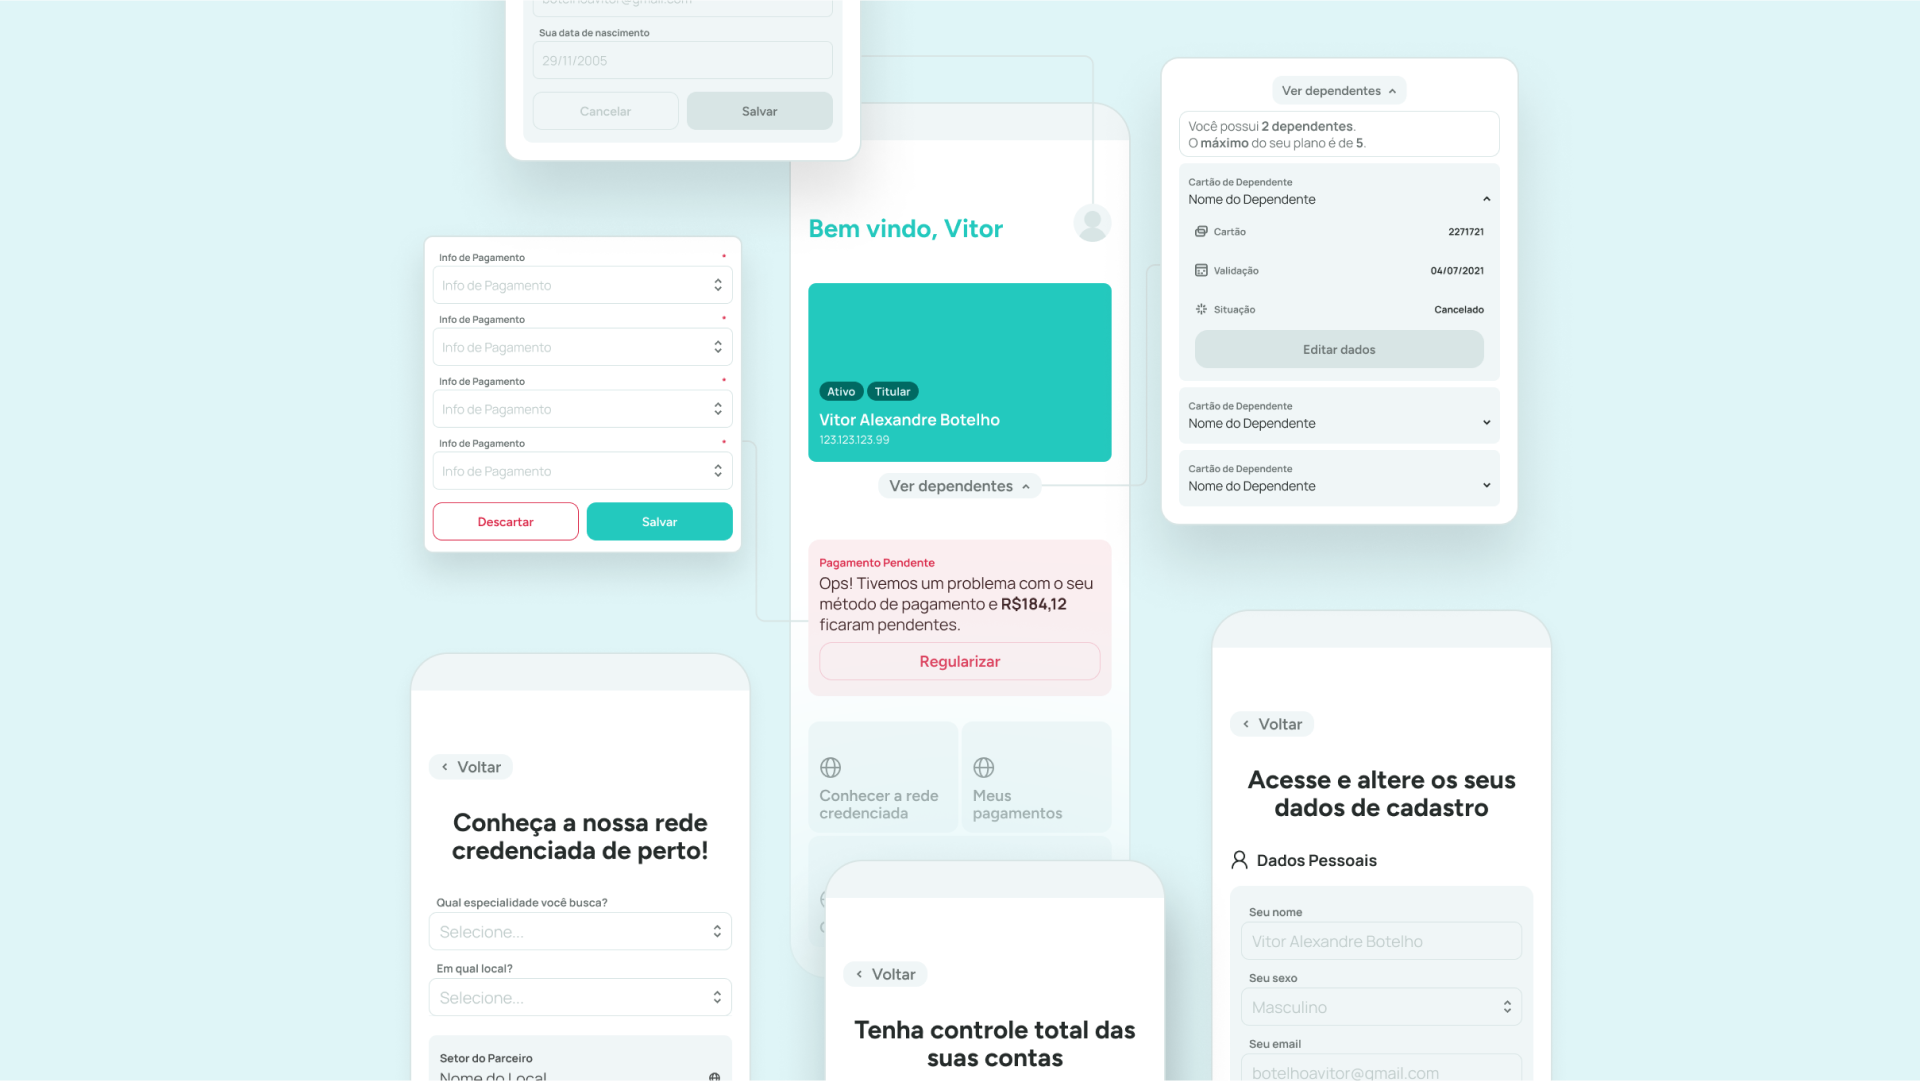 botelhoavitor@gmail.com
Sua data de nascimento
29/11/2005
Cancelar
Salvar
Info de Pagamento *
Info de Pagamento
Info de Pagamento *
Info de Pagamento
Info de Pagamento *
Info de Pagamento
Info de Pagamento *
Info de Pagamento
Descartar
Salvar
Bem vindo, Vitor
Ativo
Titular
Vitor Alexandre Botelho
123.123.123.99
Ver dependentes
Pagamento Pendente
Ops! Tivemos um problema com o seu
método de pagamento e R$184,12
ficaram pendentes.
Regularizar
Conhecer a rede
credenciada
Meus
pagamentos
Ver dependentes
Você possui 2 dependentes.
O máximo do seu plano é de 5.
Cartão de Dependente
Nome do Dependente
Cartão
2271721
Validação
04/07/2021
Situação
Cancelado
Editar dados
Cartão de Dependente
Nome do Dependente
Cartão de Dependente
Nome do Dependente
Voltar
Conheça a nossa rede
credenciada de perto!
Qual especialidade você busca?
Selecione...
Em qual local?
Selecione...
Setor do Parceiro
Nome do Local
Voltar
Tenha controle total das
suas contas
Voltar
Acesse e altere os seus
dados de cadastro
Dados Pessoais
Seu nome
Vitor Alexandre Botelho
Seu sexo
Masculino
Seu email
botelhoavitor@gmail.com